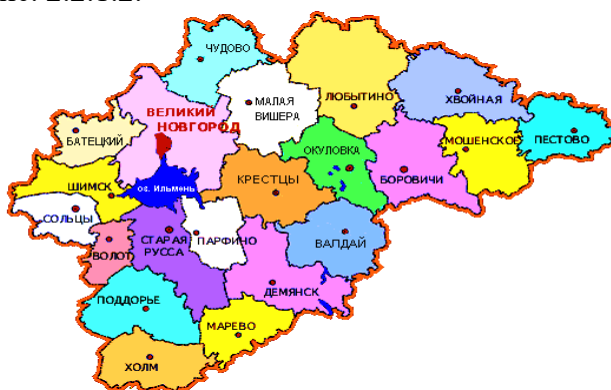 ЧУДОВО
ЛЮБЫТИНО
ХВОЙНАЯ
МАЛАЯ
ВИШЕРА
ВЕЛИКИЙ
НОВГОРОД
БАТЕЦКИЙ
ОКУЛОВКА
МОШЕНСКОЕ
ПЕСТОВО
КРЕСТЦЫ
БОРОВИЧИ
ШИМСК
оз. Ильмень
СОЛЬЦЫ
СТАРАЯ
РУССА
ПАРФИНО
ВАЛДАЙ
ВОЛОТ
ДЕМЯНСК
ПОДДОРЬЕ
МАРЕВО
ХОЛМ